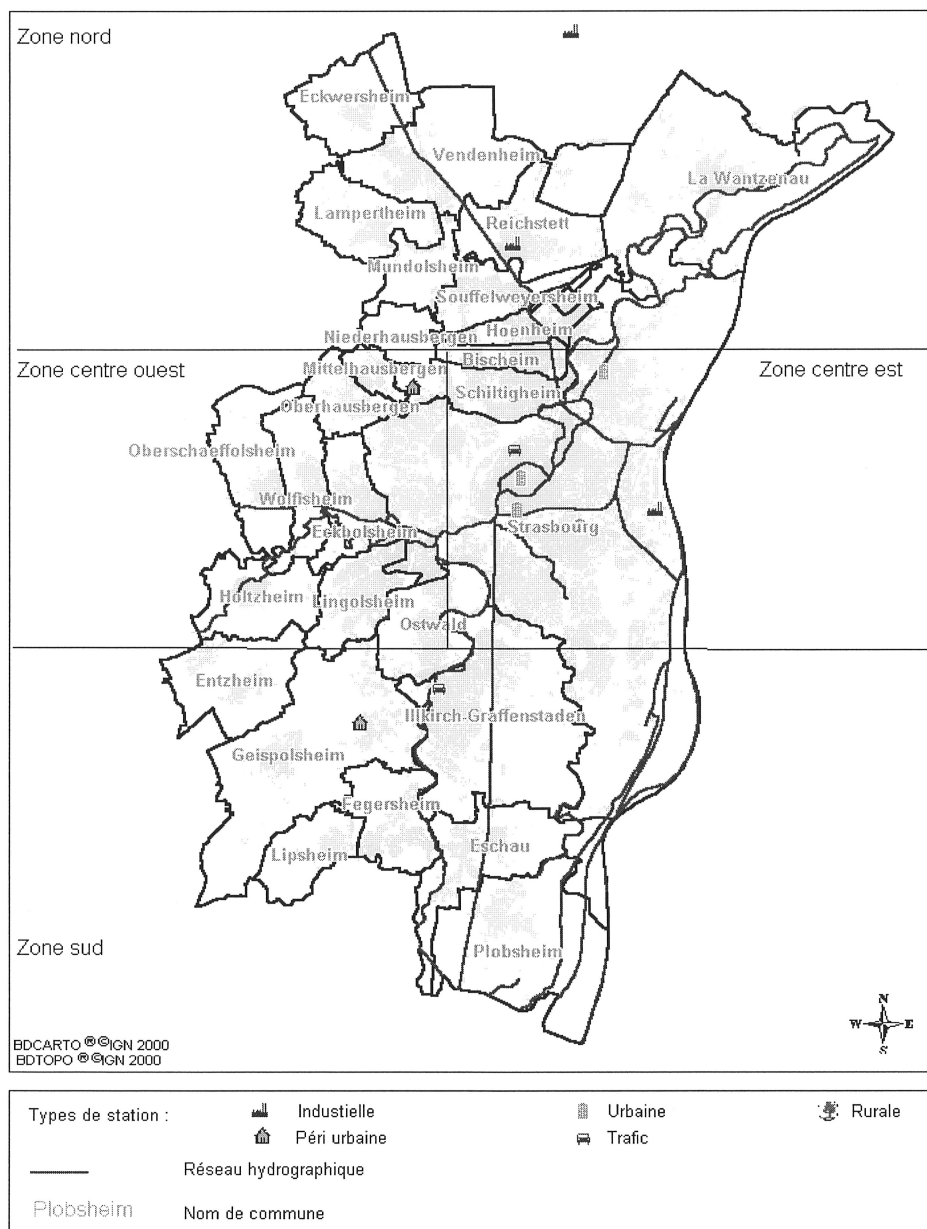 Zone nord
Eckwersheim
Vendenheim
La Wantzenau
Lampertheim
Reichstett
Mundolsheim
Souffelweyersheim
Hoenheim
Niederhausbergen
Bischeim
Zone centre ouest
Mittelhausbergen
Zone centre est
Schiltigheim
Oberhausbergen
Oberschaeffolsheim
Wolfisheim
Eckbolsheim
Strasbourg
Holtzheim
Lingolsheim
Ostwald
Entzheim
Illkirch-Graffenstaden
Geispolsheim
Fegersheim
Lipsheim
Eschau
Zone sud
Plobsheim
N
W E
S
BDCARTO ®©IGN 2000
BDTOPO ®©IGN 2000
Types de station :
Industielle
Urbaine
Rurale
Péri urbaine
Trafic
Réseau hydrographique
Plobsheim
Nom de commune